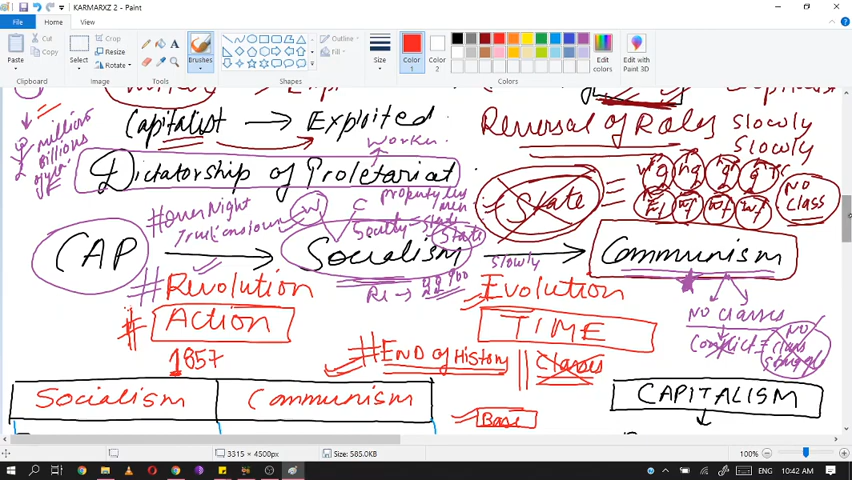 KARMARXZ 2 - Paint
File Home View
Paste Cut Copy
Select Crop Resize Rotate
Brushes
Outline
Fill
Size
Color 1 Color 2
Edit colors
Edit with Paint 3D
Clipboard Image Tools Shapes Colors
Capitalist → Exploited
Reversal of Roles slowly
slowly
millions
Billions
Worker
Dictatorship of Proletariat
State =
No
Class
#OverNight
W C
State
CAP → Socialism → Communism
slowly
#Revolution
Evolution
# Action
TIME
No classes
Conflict = No class struggle
1857
#END of History || Classes
Socialism Communism
Base
CAPITALISM
3315 × 4500px
Size: 585.0KB
100%
ENG 10:42 AM